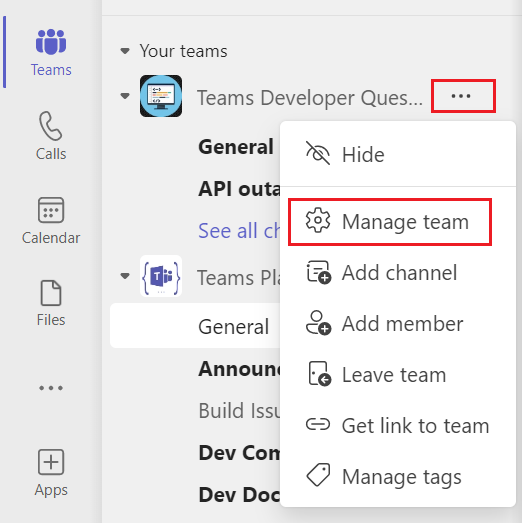 Teams
Calls
Calendar
Files
Apps
Your teams
Teams Developer Ques...
General
API outa
See all ch
Teams Pla
General
Announc
Build Issu
Dev Com
Dev Doc
Hide
Manage team
Add channel
Add member
Leave team
Get link to team
Manage tags